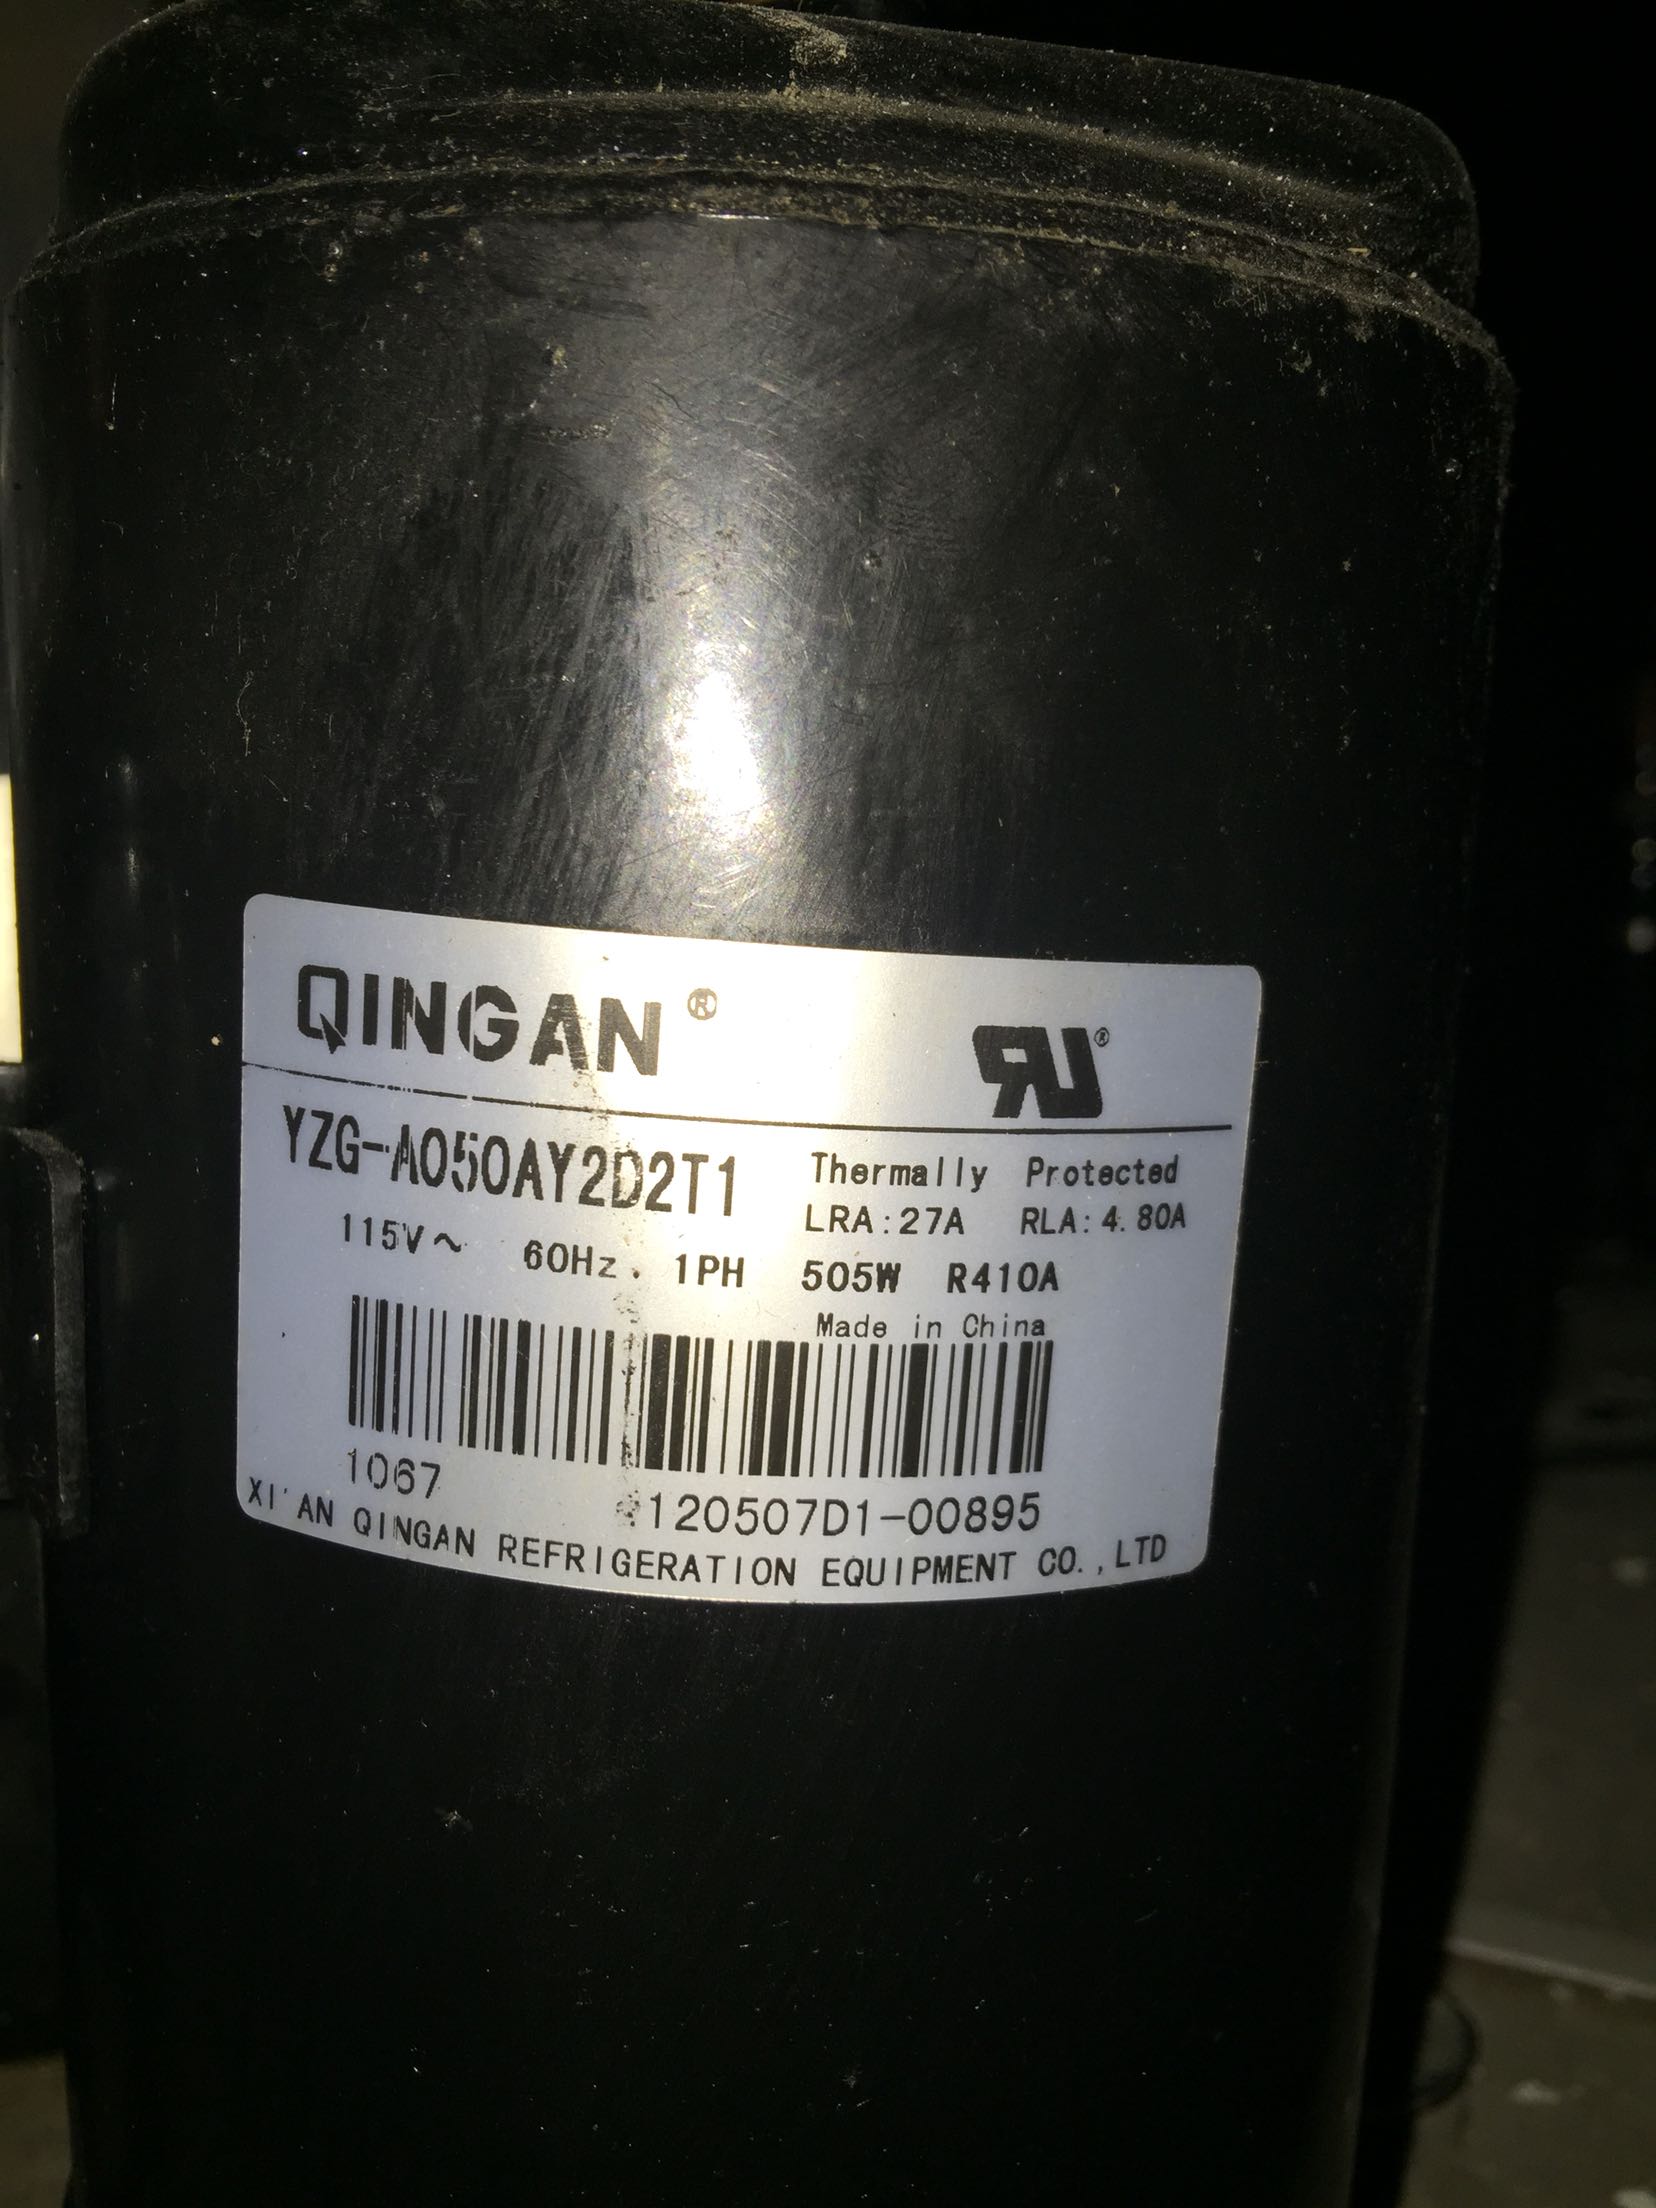 QINGAN®
RU®
YZG-A050AY2D2T1
Thermally Protected
LRA:27A RLA:4.80A
115V~ 60Hz. 1PH 505W R410A
Made in China
1067
120507D1-00895
XI'AN QINGAN REFRIGERATION EQUIPMENT CO.,LTD